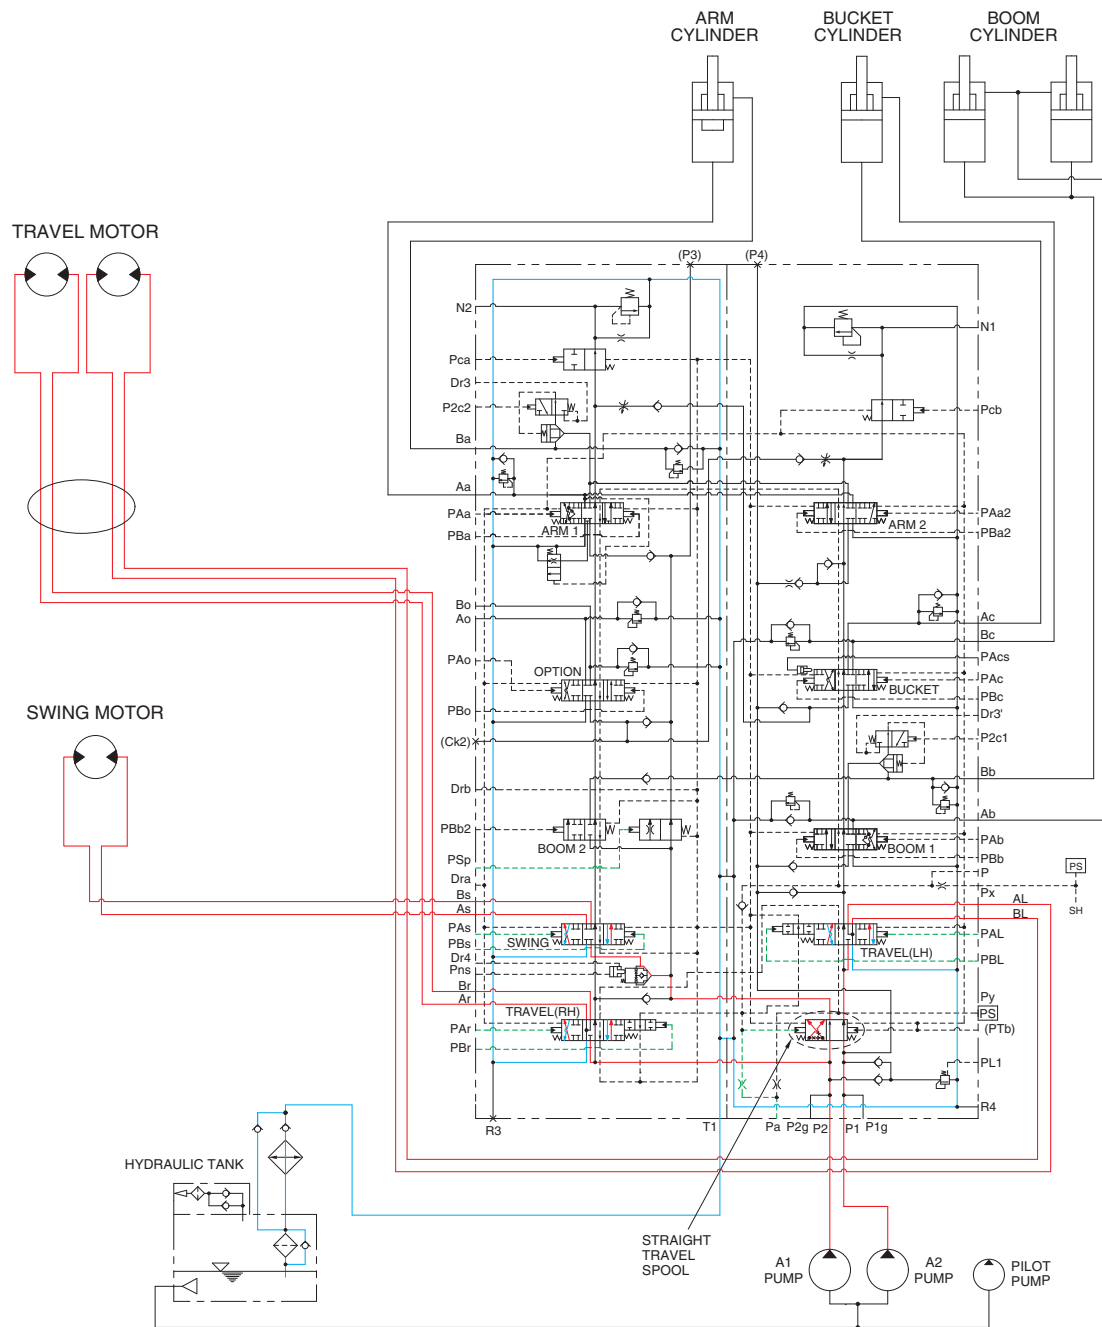 ARM
CYLINDER
BUCKET
CYLINDER
BOOM
CYLINDER
TRAVEL MOTOR
(P3)
(P4)
N2
N1
Pca
Dr3
P2c2
Pcb
Ba
Aa
PAa
ARM 1
ARM 2
PAa2
PBa
PBa2
Bo
Ao
Ac
Bc
PAo
OPTION
PAcs
PAc
BUCKET
PBo
PBc
Dr3'
SWING MOTOR
(Ck2)
P2c1
Bb
Drb
Ab
PBb2
BOOM 2
BOOM 1
PAb
PBb
PSp
P
PS
Dra
Px
Bs
AL
As
BL
SH
PAs
SWING
PAL
PBs
TRAVEL(LH)
Dr4
PBL
Pns
Br
Ar
Py
TRAVEL(RH)
PS
PAr
(PTb)
PBr
PL1
R4
R3
T1
Pa
P2g
P2
P1
P1g
HYDRAULIC TANK
STRAIGHT
TRAVEL
SPOOL
A1
PUMP
A2
PUMP
PILOT
PUMP